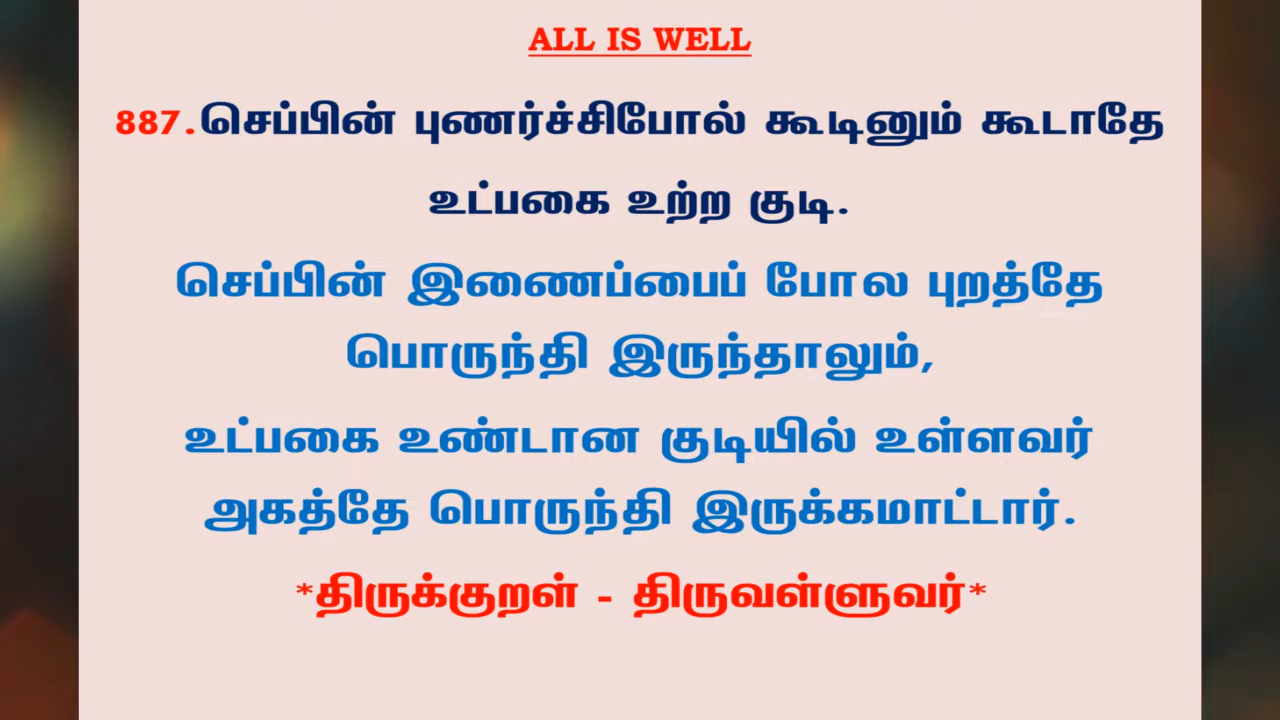 ALL IS WELL
887.செப்பின் புணர்ச்சிபோல் கூடினும் கூடாதே
உட்பகை உற்ற குடி.
செப்பின் இணைப்பைப் போல புறத்தே
பொருந்தி இருந்தாலும்,
உட்பகை உண்டான குடியில் உள்ளவர்
அகத்தே பொருந்தி இருக்கமாட்டார்.
*திருக்குறள் - திருவள்ளுவர்*